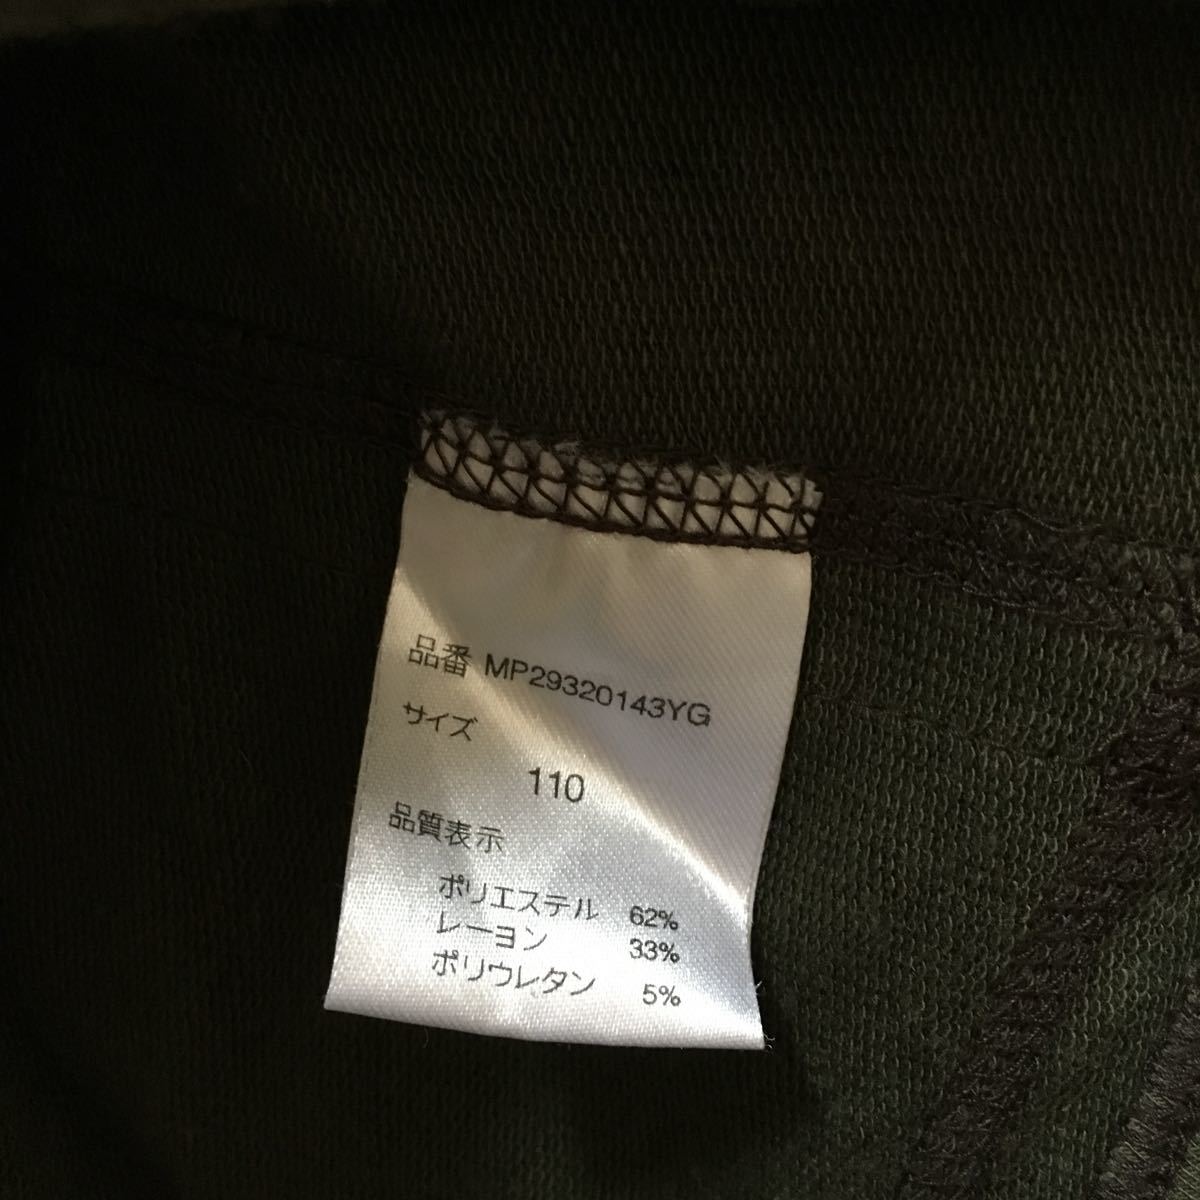 品番 MP29320143YG
サイズ
110
品質表示
ポリエステル 62%
レーヨン 33%
ポリウレタン 5%